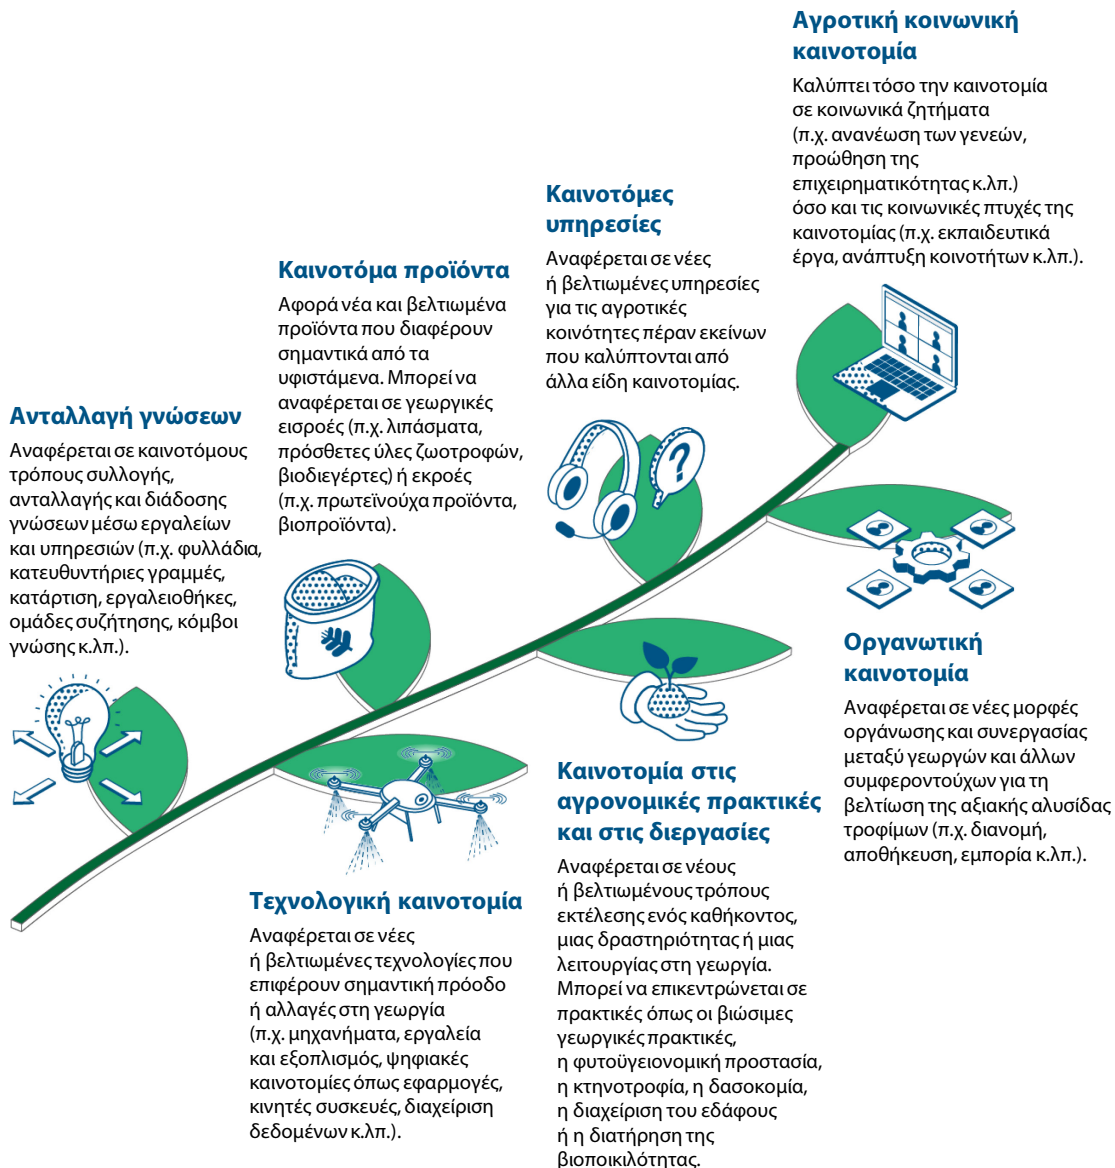 Αγροτική κοινωνική
καινοτομία
Καλύπτει τόσο την καινοτομία
σε κοινωνικά ζητήματα
(π.χ. ανανέωση των γενεών,
προώθηση της
επιχειρηματικότητας κ.λπ.)
όσο και τις κοινωνικές πτυχές της
καινοτομίας (π.χ. εκπαιδευτικά
έργα, ανάπτυξη κοινοτήτων κ.λπ.).
Καινοτόμες
υπηρεσίες
Αναφέρεται σε νέες
ή βελτιωμένες υπηρεσίες
για τις αγροτικές
κοινότητες πέραν εκείνων
που καλύπτονται από
άλλα είδη καινοτομίας.
Καινοτόμα προϊόντα
Αφορά νέα και βελτιωμένα
προϊόντα που διαφέρουν
σημαντικά από τα
υφιστάμενα. Μπορεί να
αναφέρεται σε γεωργικές
εισροές (π.χ. λιπάσματα,
πρόσθετες ύλες ζωοτροφών,
βιοδιεγέρτες) ή εκροές
(π.χ. πρωτεϊνούχα προϊόντα,
βιοπροϊόντα).
Ανταλλαγή γνώσεων
Αναφέρεται σε καινοτόμους
τρόπους συλλογής,
ανταλλαγής και διάδοσης
γνώσεων μέσω εργαλείων
και υπηρεσιών (π.χ. φυλλάδια,
κατευθυντήριες γραμμές,
κατάρτιση, εργαλειοθήκες,
ομάδες συζήτησης, κόμβοι
γνώσης κ.λπ.).
?
Οργανωτική
καινοτομία
Αναφέρεται σε νέες μορφές
οργάνωσης και συνεργασίας
μεταξύ γεωργών και άλλων
συμφεροντούχων για τη
βελτίωση της αξιακής αλυσίδας
τροφίμων (π.χ. διανομή,
αποθήκευση, εμπορία κ.λπ.).
Καινοτομία στις
αγρονομικές πρακτικές
και στις διεργασίες
Αναφέρεται σε νέους
ή βελτιωμένους τρόπους
εκτέλεσης ενός καθήκοντος,
μιας δραστηριότητας ή μιας
λειτουργίας στη γεωργία.
Μπορεί να επικεντρώνεται σε
πρακτικές όπως οι βιώσιμες
γεωργικές πρακτικές,
η φυτοϋγειονομική προστασία,
η κτηνοτροφία, η δασοκομία,
η διαχείριση του εδάφους
ή η διατήρηση της
βιοποικιλότητας.
Τεχνολογική καινοτομία
Αναφέρεται σε νέες
ή βελτιωμένες τεχνολογίες που
επιφέρουν σημαντική πρόοδο
ή αλλαγές στη γεωργία
(π.χ. μηχανήματα, εργαλεία
και εξοπλισμός, ψηφιακές
καινοτομίες όπως εφαρμογές,
κινητές συσκευές, διαχείριση
δεδομένων κ.λπ.).